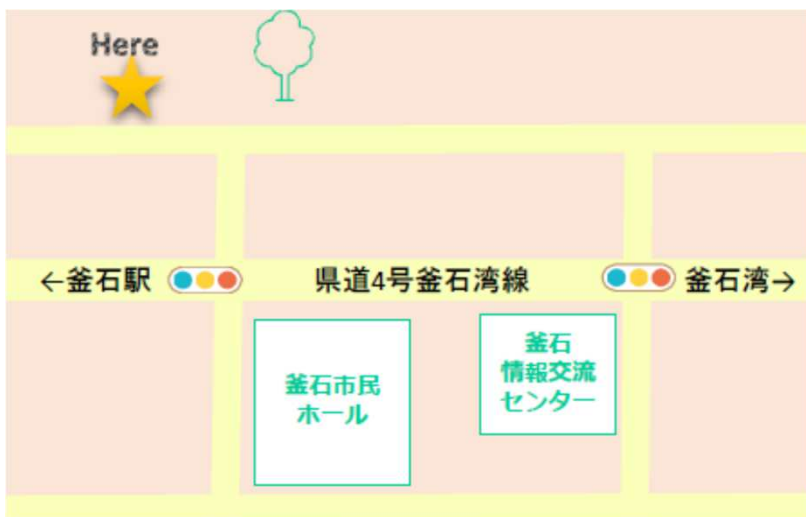 Here
←釜石駅
県道4号釜石湾線
釜石湾→
釜石市民
ホール
釜石
情報交流
センター